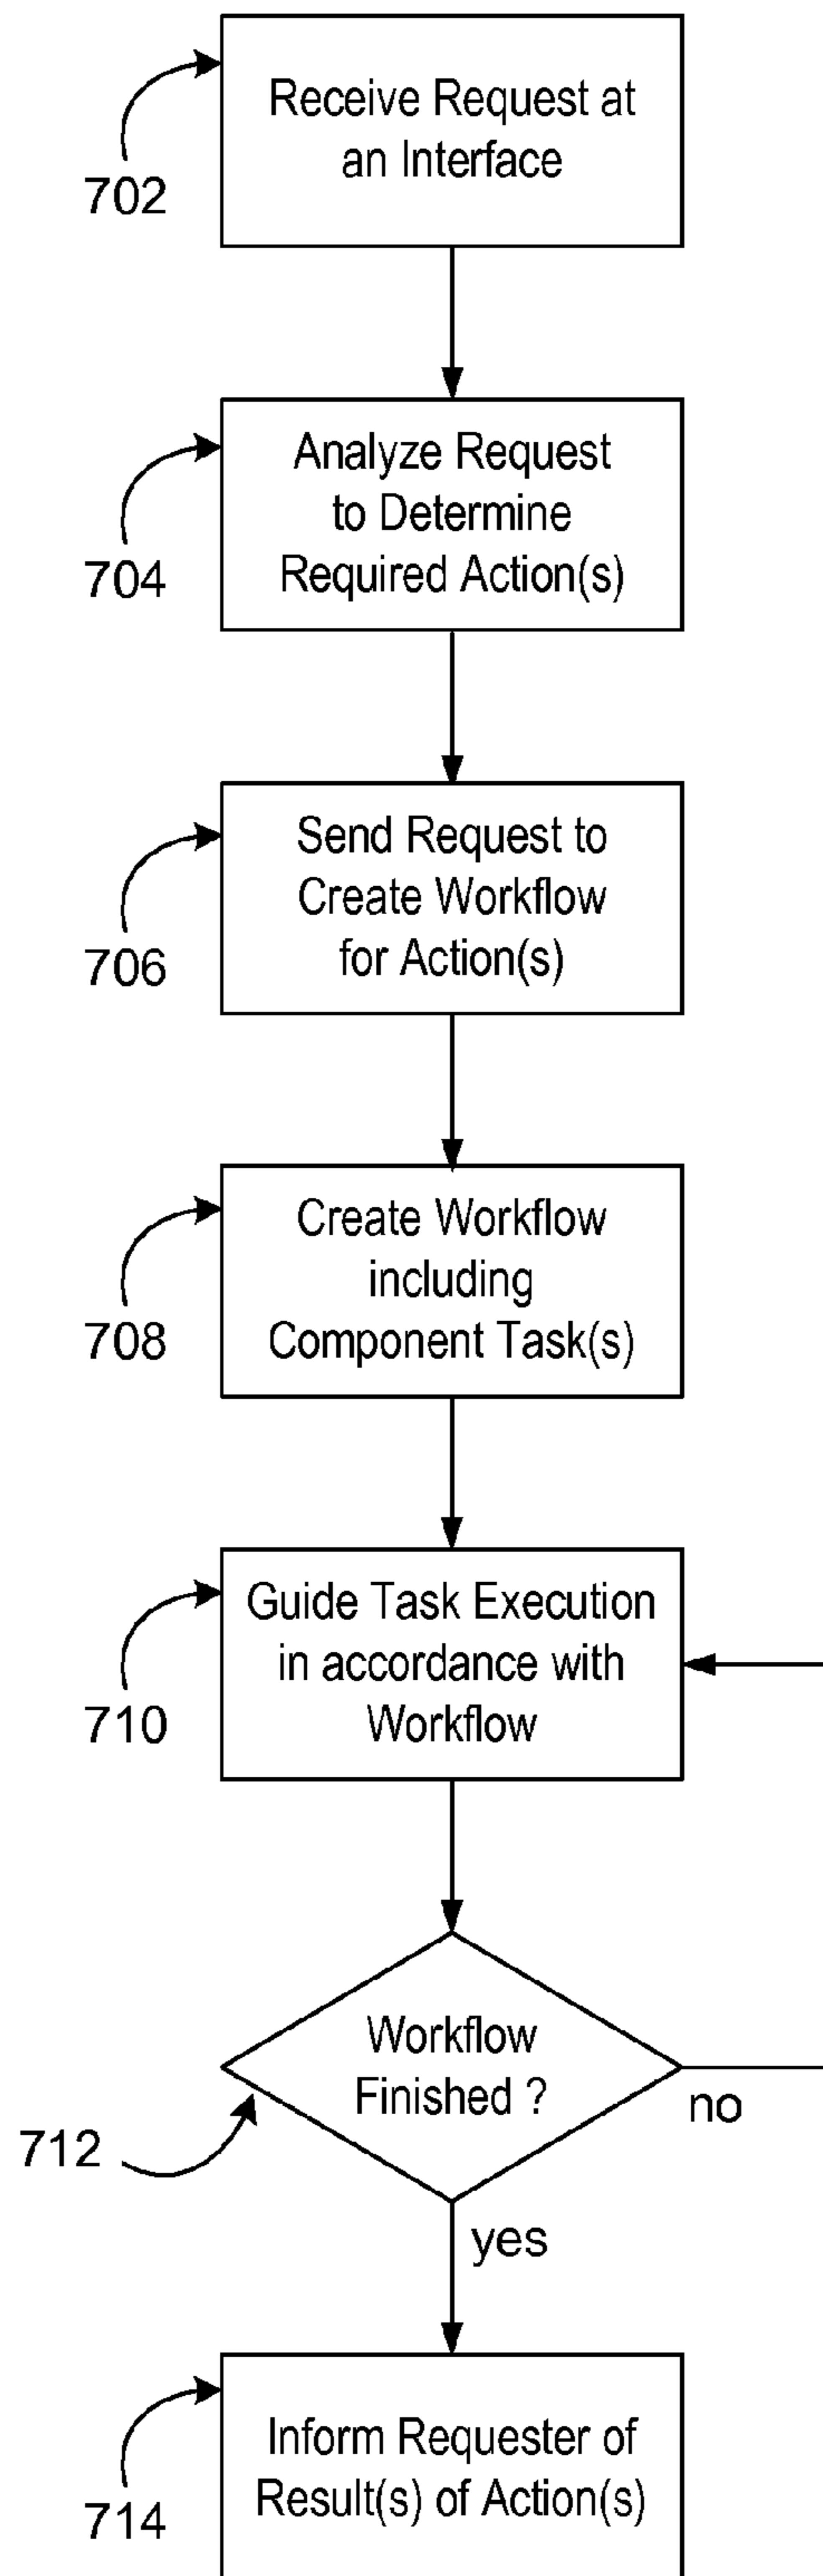 Receive Request at
an Interface
702
Analyze Request
to Determine
Required Action(s)
704
Send Request to
Create Workflow
for Action(s)
706
Create Workflow
including
Component Task(s)
708
Guide Task Execution
in accordance with
Workflow
710
Workflow
Finished ?
no
712
yes
Inform Requester of
Result(s) of Action(s)
714